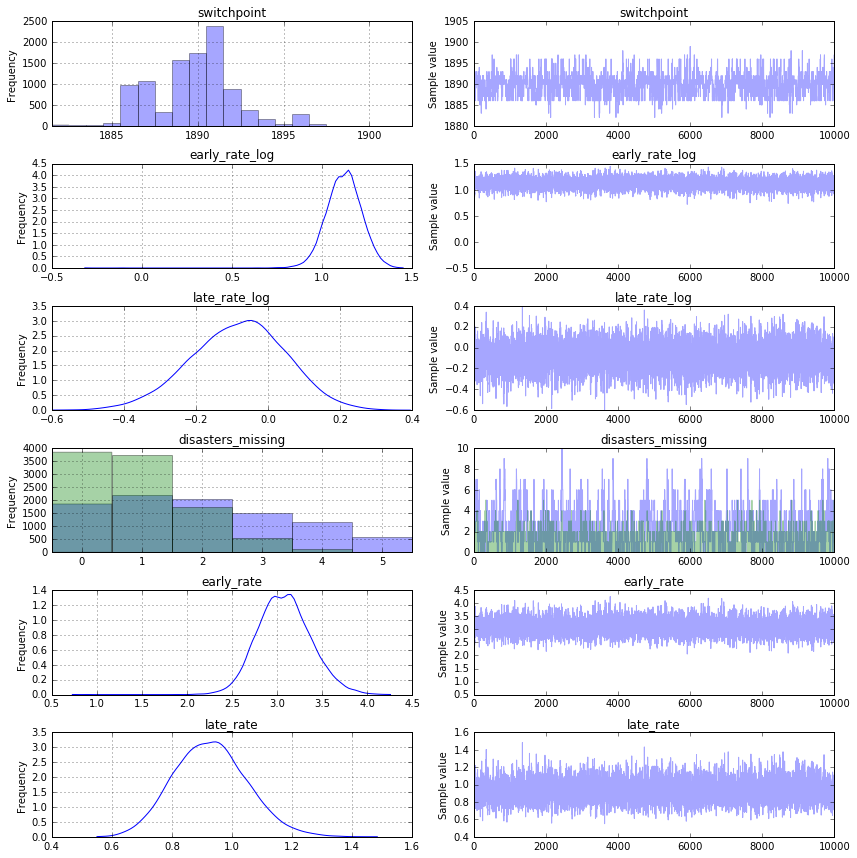 switchpoint
2500
2000
1500
1000
500
0
Frequency
1885 1890 1895 1900
switchpoint
1905
1900
1895
1890
1885
1880
Sample value
0 2000 4000 6000 8000 10000
early_rate_log
4.5
4.0
3.5
3.0
2.5
2.0
1.5
1.0
0.5
0.0
Frequency
−0.5 0.0 0.5 1.0 1.5
early_rate_log
1.5
1.0
0.5
0.0
−0.5
Sample value
0 2000 4000 6000 8000 10000
late_rate_log
3.5
3.0
2.5
2.0
1.5
1.0
0.5
0.0
Frequency
−0.6 −0.4 −0.2 0.0 0.2 0.4
late_rate_log
0.4
0.2
0.0
−0.2
−0.4
−0.6
Sample value
0 2000 4000 6000 8000 10000
disasters_missing
4000
3500
3000
2500
2000
1500
1000
500
0
Frequency
0 1 2 3 4 5
disasters_missing
10
8
6
4
2
0
Sample value
0 2000 4000 6000 8000 10000
early_rate
1.4
1.2
1.0
0.8
0.6
0.4
0.2
0.0
Frequency
0.5 1.0 1.5 2.0 2.5 3.0 3.5 4.0 4.5
early_rate
4.5
4.0
3.5
3.0
2.5
2.0
1.5
1.0
0.5
Sample value
0 2000 4000 6000 8000 10000
late_rate
3.5
3.0
2.5
2.0
1.5
1.0
0.5
0.0
Frequency
0.4 0.6 0.8 1.0 1.2 1.4 1.6
late_rate
1.6
1.4
1.2
1.0
0.8
0.6
0.4
Sample value
0 2000 4000 6000 8000 10000